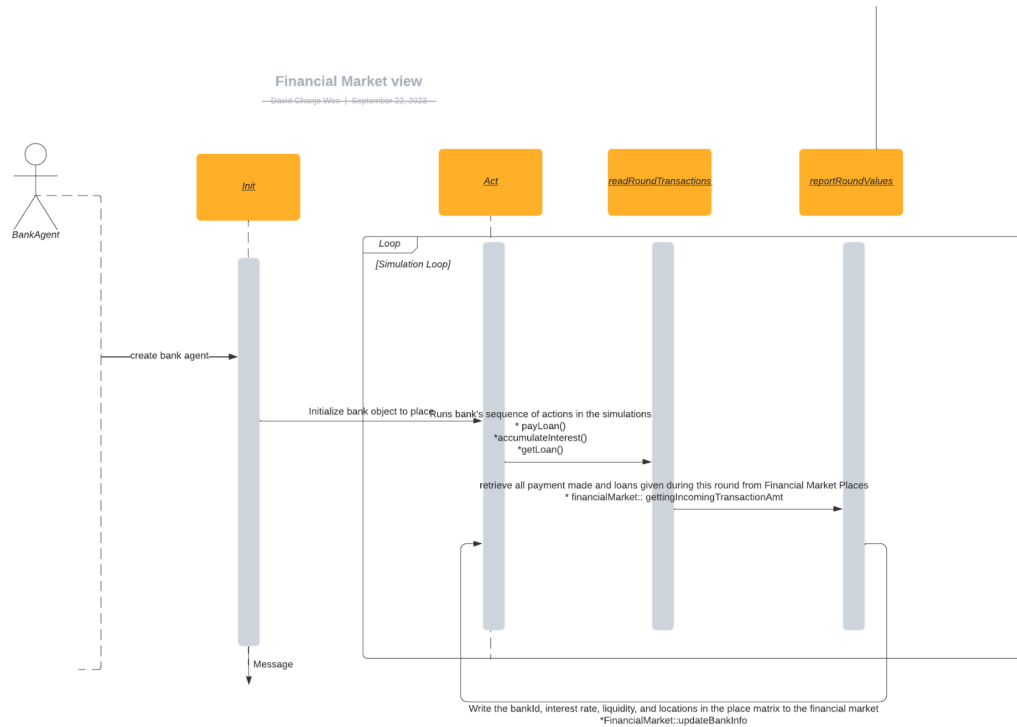 Financial Market view
David Chanjo Woo | September 22, 2023
Init
Act
readRoundTransactions
reportRoundValues
BankAgent
Loop
[Simulation Loop]
create bank agent
Initialize bank object to place
Runs bank's sequence of actions in the simulations
* payLoan()
*accumulateInterest()
*getLoan()
retrieve all payment made and loans given during this round from Financial Market Places
* financialMarket:: gettingIncomingTransactionAmt
Message
Write the bankId, interest rate, liquidity, and locations in the place matrix to the financial market
*FinancialMarket::updateBankInfo